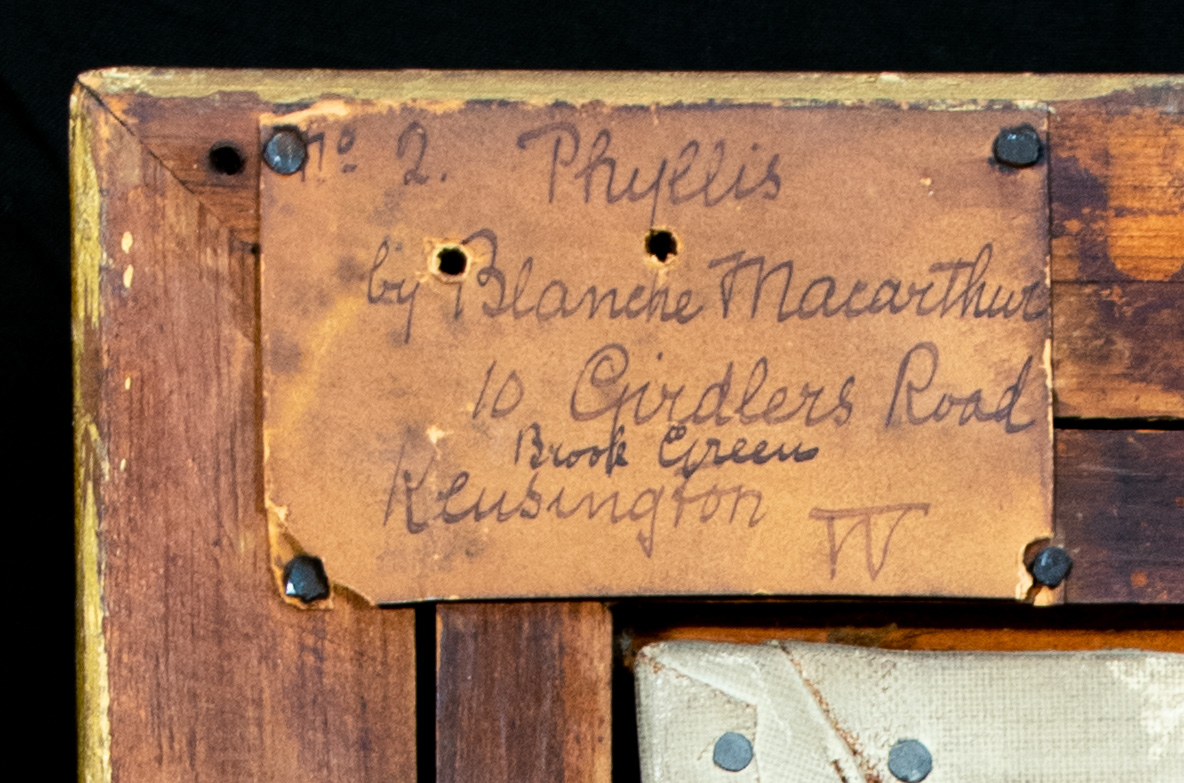 No 2. Phyllis
by Blanche Macarthur
10 Girdlers Road
Brook Green
Kensington W